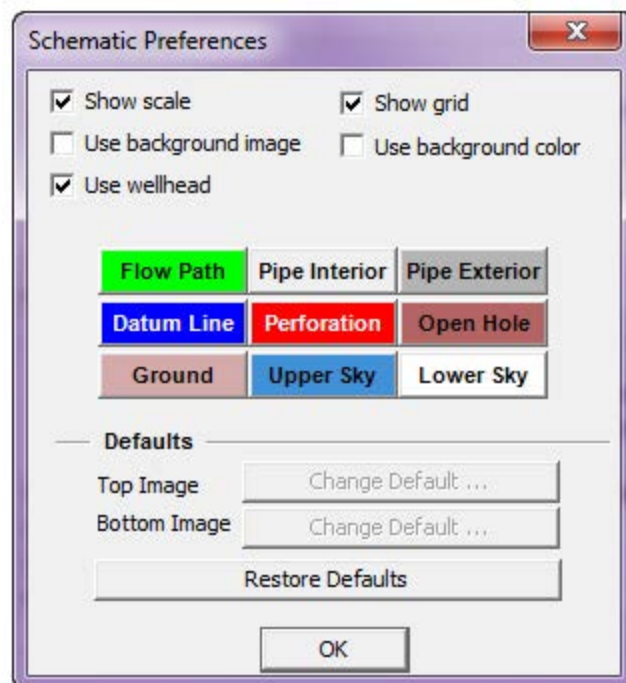 Schematic Preferences
Show scale Show grid
Use background image Use background color
Use wellhead
Flow Path Pipe Interior Pipe Exterior
Datum Line Perforation Open Hole
Ground Upper Sky Lower Sky
Defaults
Top Image Change Default ...
Bottom Image Change Default ...
Restore Defaults
OK